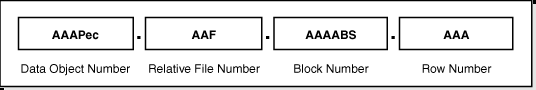 AAAPec . AAF . AAAABS . AAA
Data Object Number Relative File Number Block Number Row Number